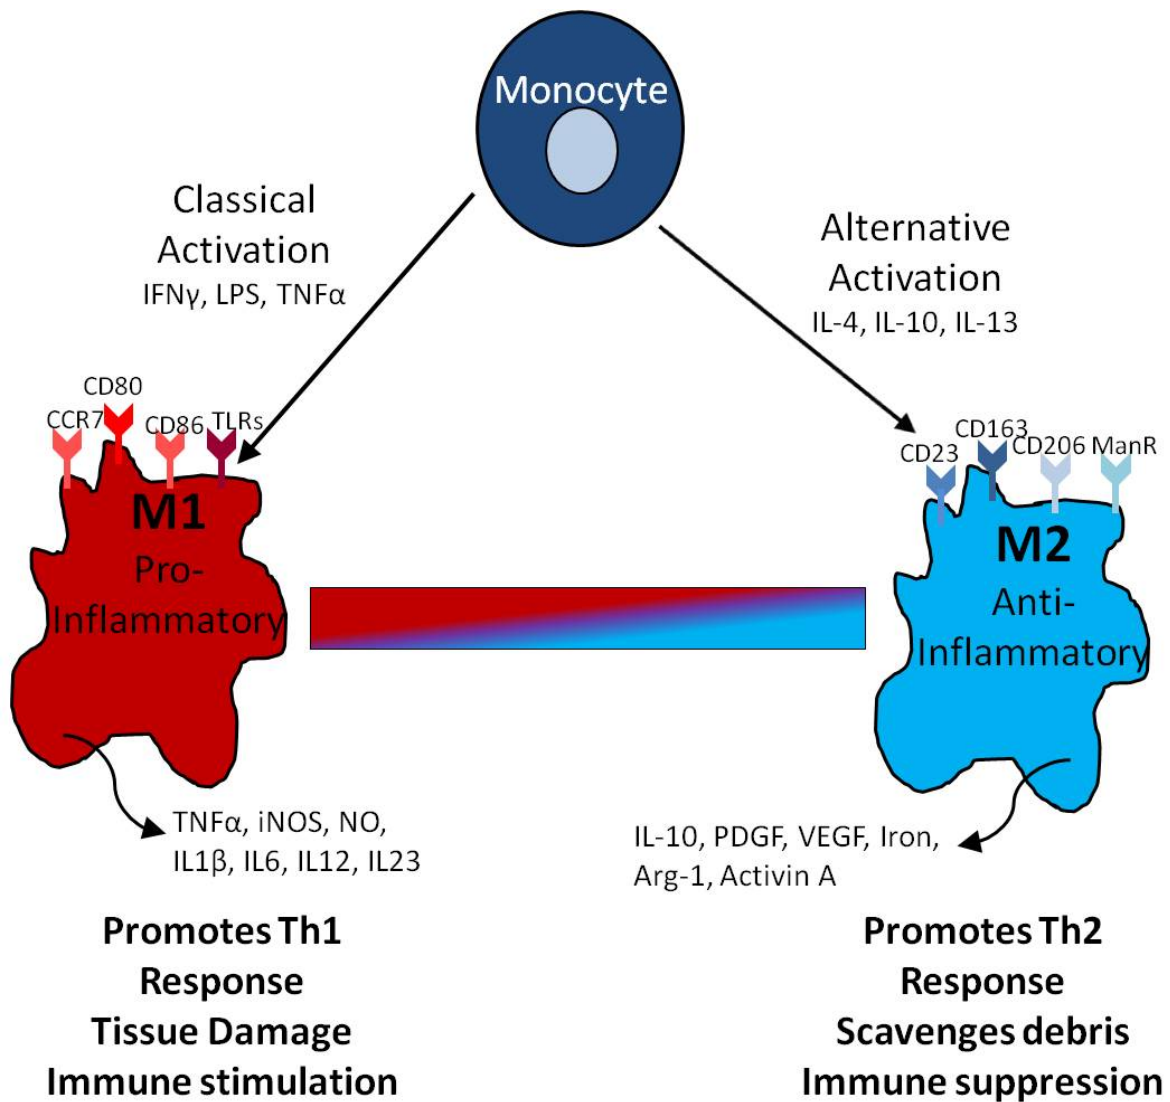 Monocyte
Classical
Activation
IFNγ, LPS, TNFα
Alternative
Activation
IL-4, IL-10, IL-13
CD80
CCR7
CD86
TLRs
M1
Pro-
Inflammatory
CD163
CD23
CD206
ManR
M2
Anti-
Inflammatory
TNFα, iNOS, NO,
IL1β, IL6, IL12, IL23
IL-10, PDGF, VEGF, Iron,
Arg-1, Activin A
Promotes Th1
Response
Tissue Damage
Immune stimulation
Promotes Th2
Response
Scavenges debris
Immune suppression